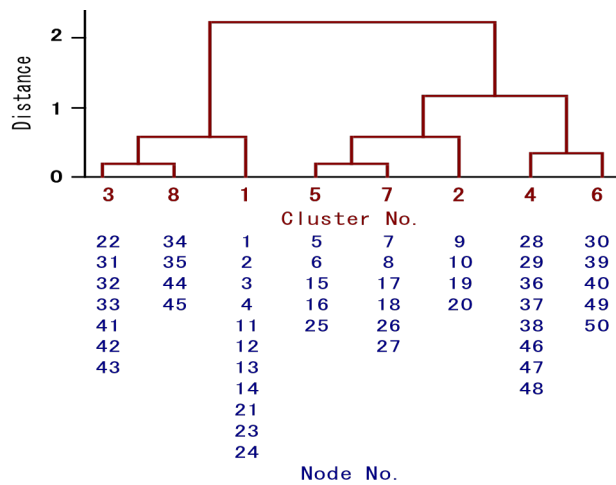 2
Distance
1
0
3 8 1 5 7 2 4 6
Cluster No.
22 34 1 5 7 9 28 30
31 35 2 6 8 10 29 39
32 44 3 15 17 19 36 40
33 45 4 16 18 20 37 49
41 11 25 26 38 50
42 12 27 46
43 13 47
14 48
21
23
24
Node No.